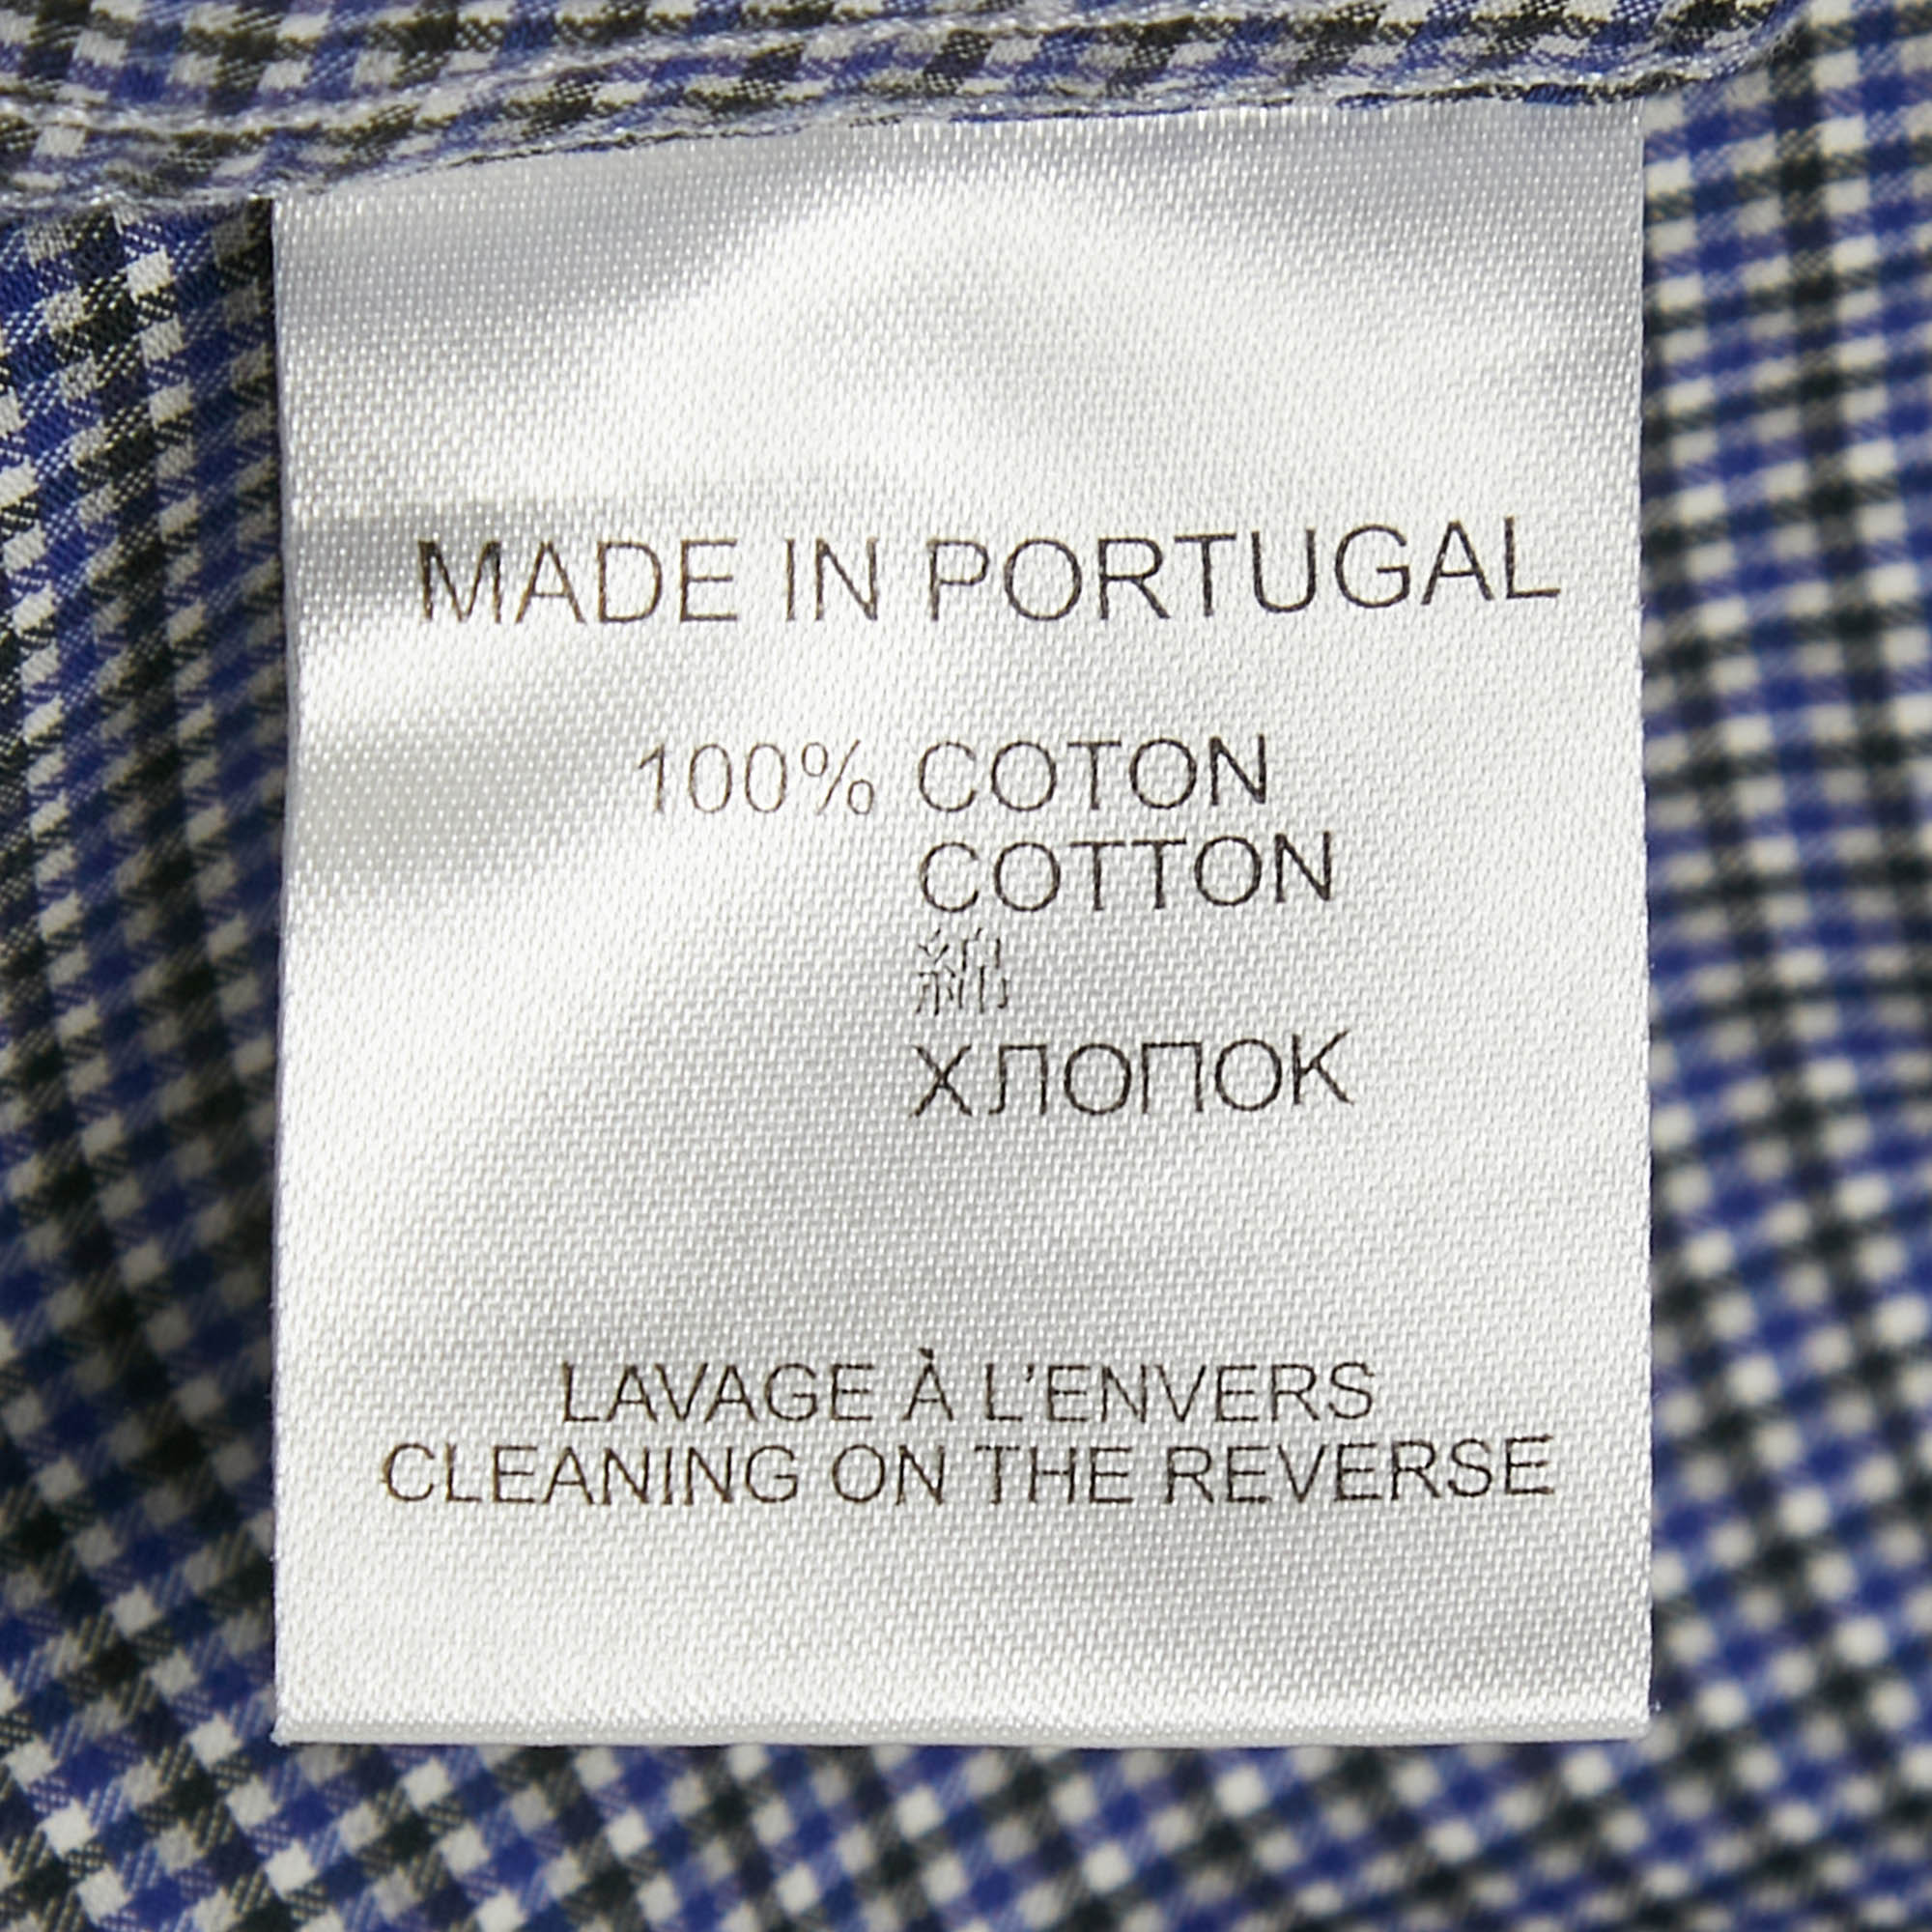 MADE IN PORTUGAL
100% COTON
COTTON
綿
ХЛОПОК
LAVAGE À L'ENVERS
CLEANING ON THE REVERSE